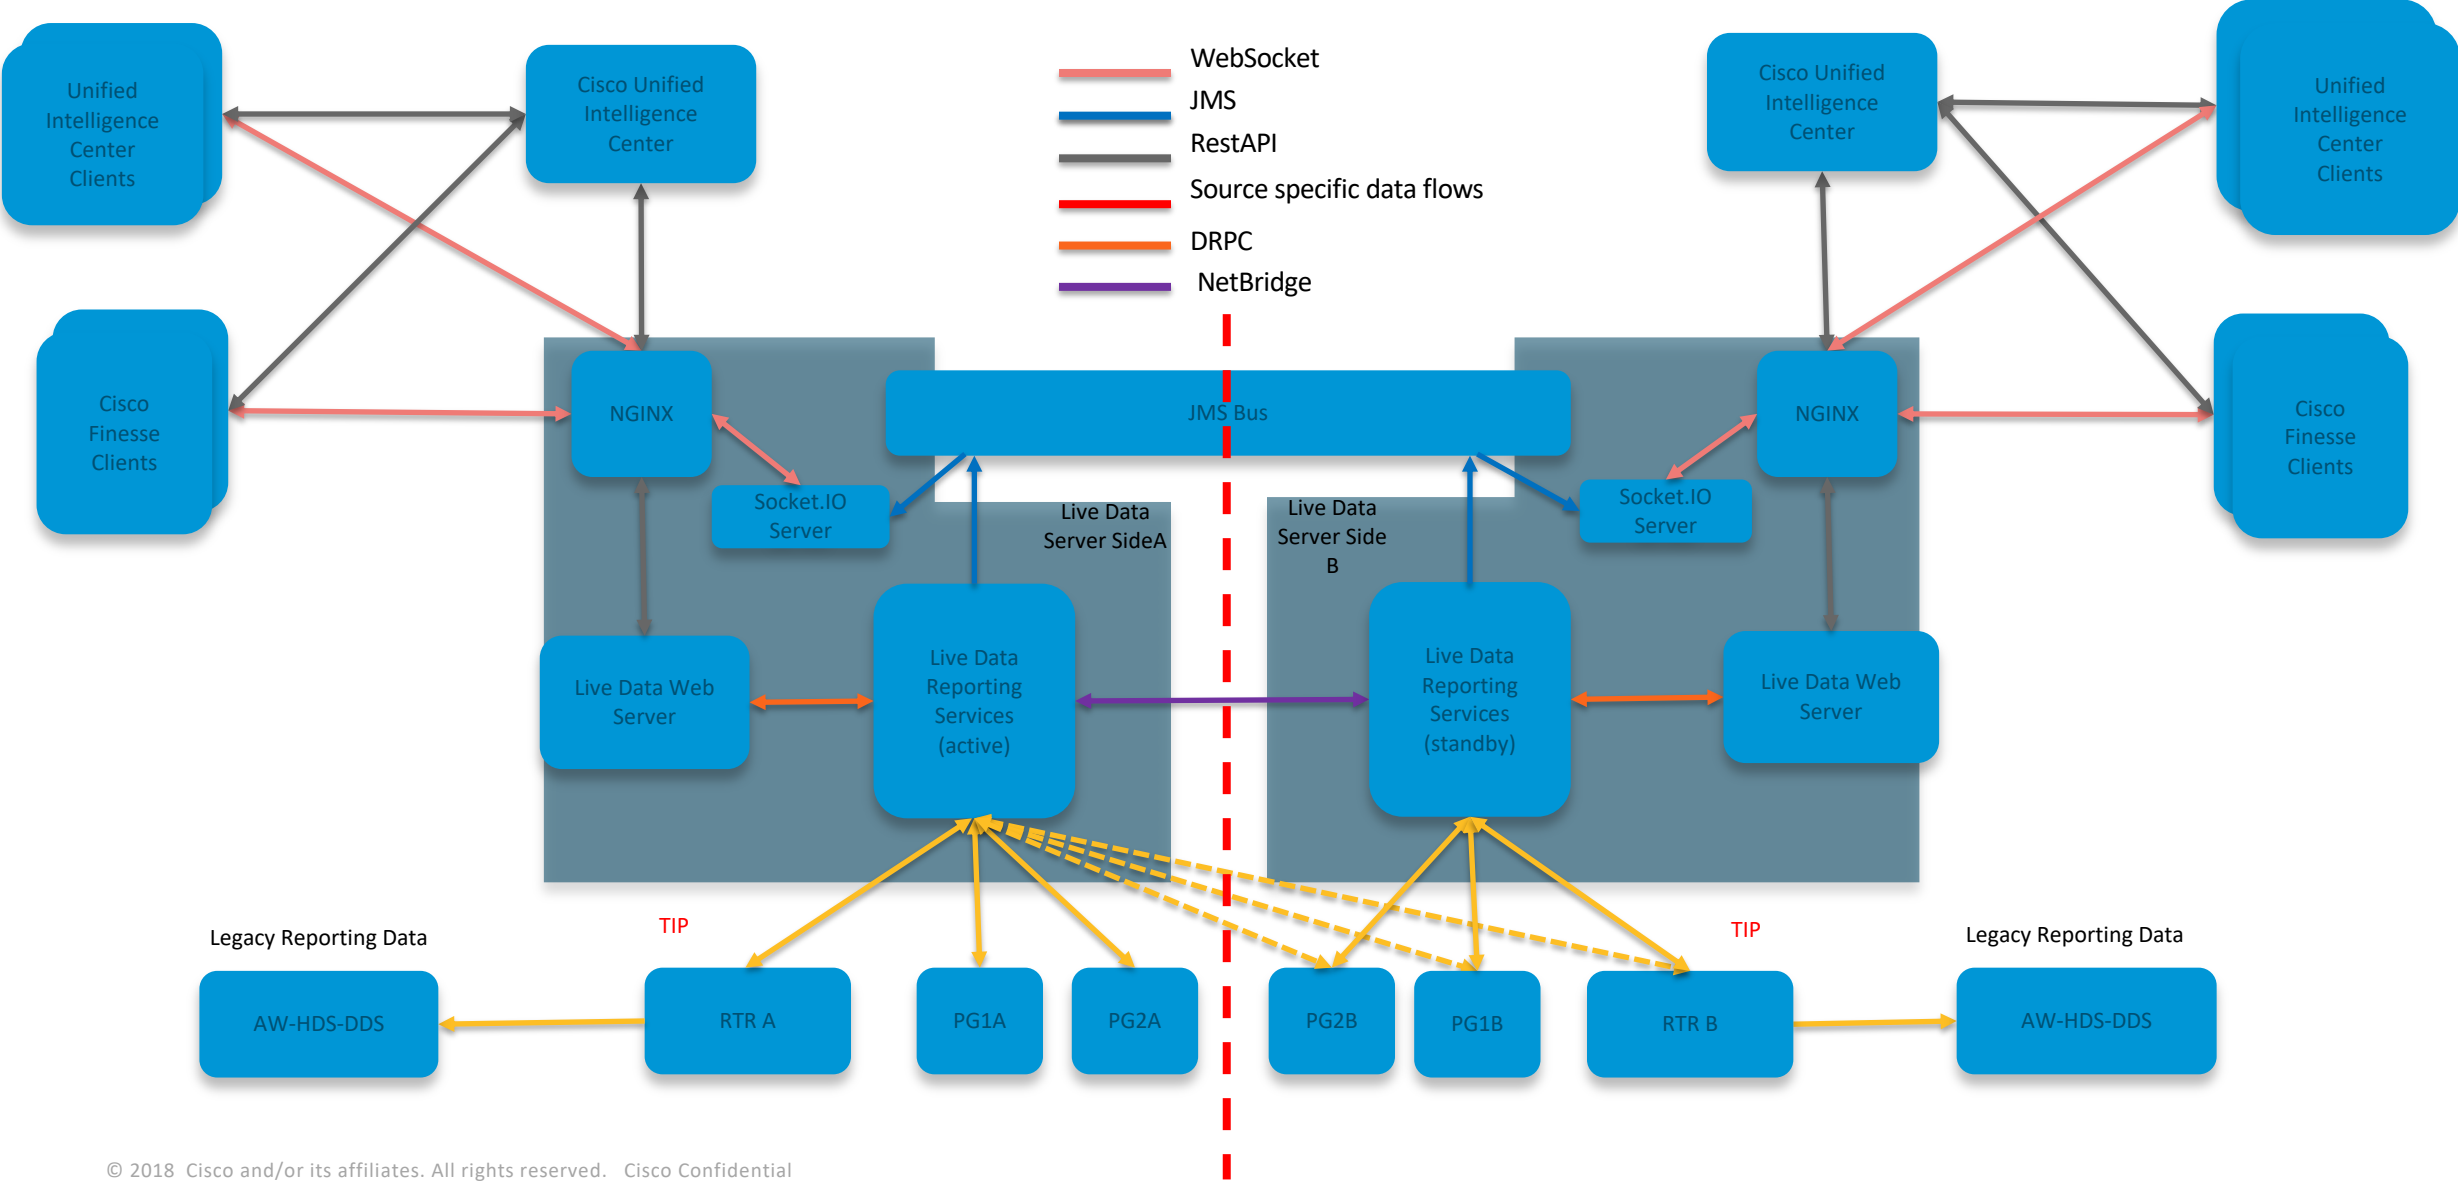 Unified
Intelligence
Center
Clients
Cisco Unified
Intelligence
Center
WebSocket
JMS
RestAPI
Source specific data flows
DRPC
NetBridge
Cisco Unified
Intelligence
Center
Unified
Intelligence
Center
Clients
Cisco
Finesse
Clients
NGINX
JMS Bus
NGINX
Cisco
Finesse
Clients
Socket.IO
Server
Live Data
Server SideA
Live Data
Server Side
B
Socket.IO
Server
Live Data Web
Server
Live Data
Reporting
Services
(active)
Live Data
Reporting
Services
(standby)
Live Data Web
Server
Legacy Reporting Data
TIP
TIP
Legacy Reporting Data
AW-HDS-DDS
RTR A
PG1A
PG2A
PG2B
PG1B
RTR B
AW-HDS-DDS
© 2018 Cisco and/or its affiliates. All rights reserved. Cisco Confidential